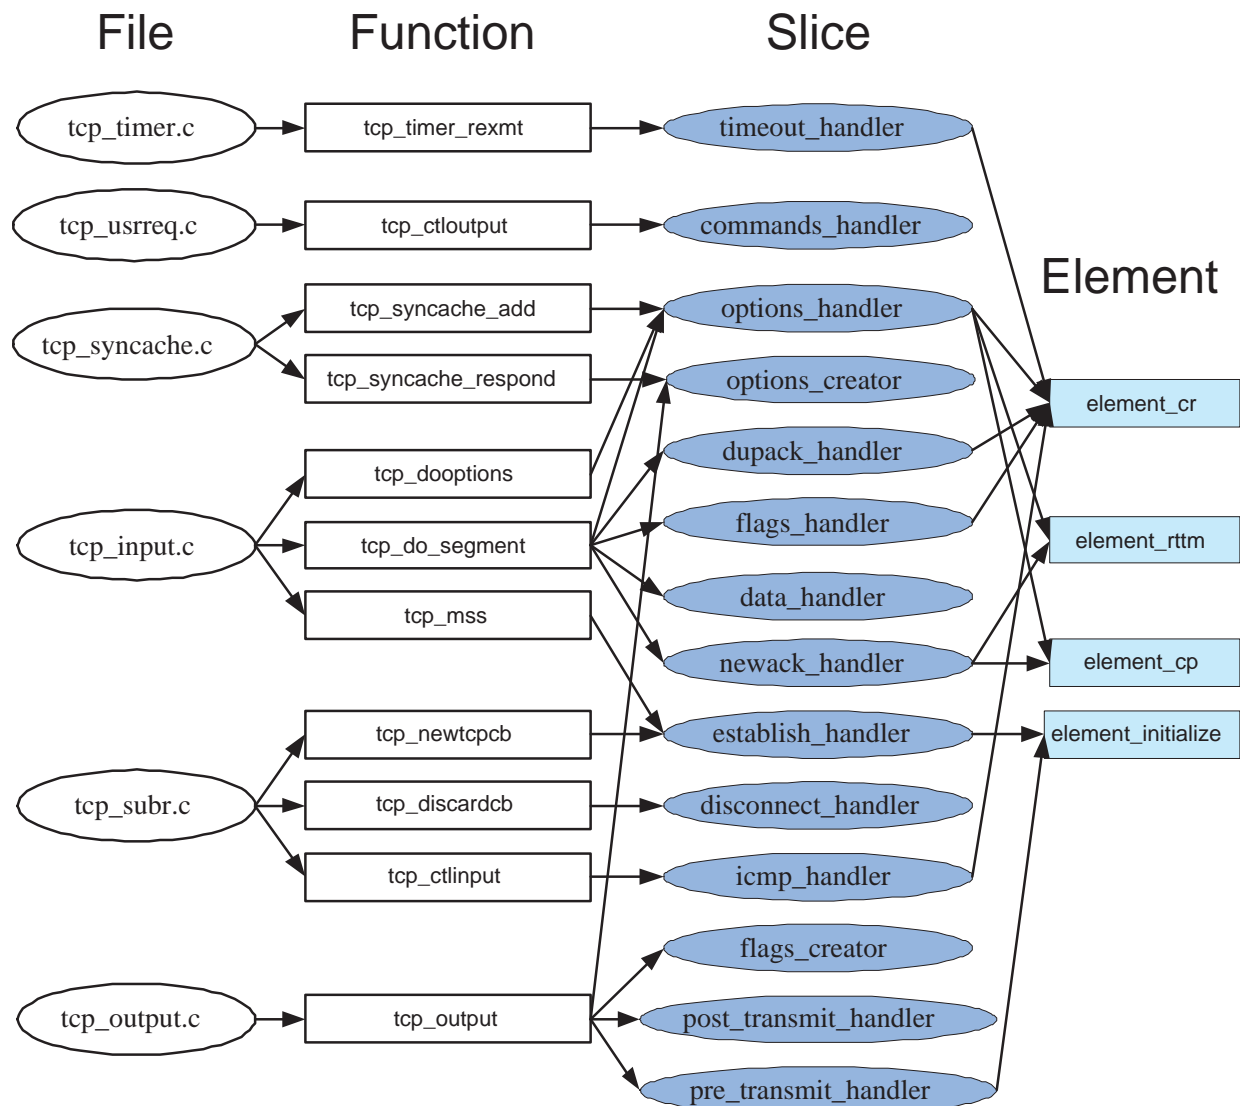 File
Function
Slice
tcp_timer.c
tcp_timer_rexmt
timeout_handler
tcp_usrreq.c
tcp_ctloutput
commands_handler
Element
tcp_syncache.c
tcp_syncache_add
options_handler
tcp_syncache_respond
options_creator
element_cr
tcp_dooptions
dupack_handler
tcp_input.c
tcp_do_segment
flags_handler
element_rttm
tcp_mss
data_handler
newack_handler
element_cp
tcp_newtcpcb
establish_handler
element_initialize
tcp_subr.c
tcp_discardcb
disconnect_handler
tcp_ctlinput
icmp_handler
flags_creator
tcp_output.c
tcp_output
post_transmit_handler
pre_transmit_handler